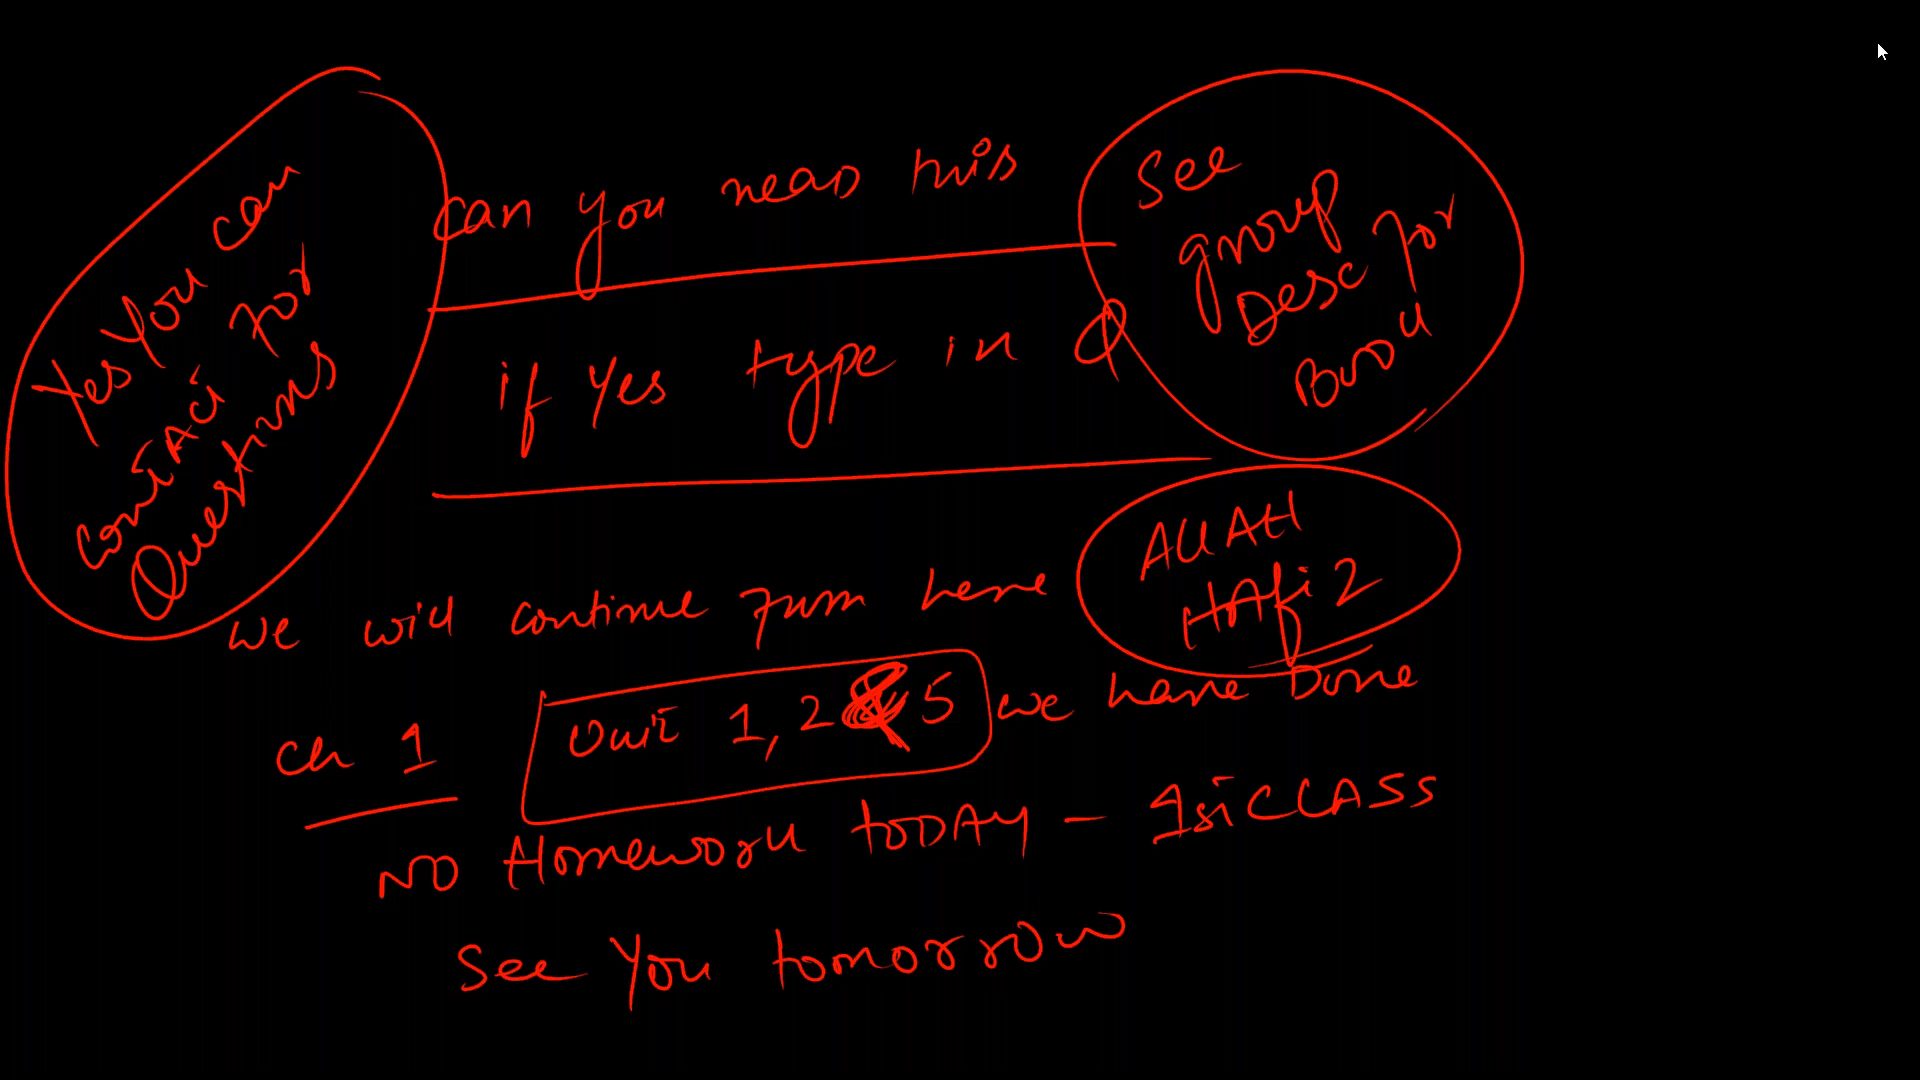 Yes You can
contact for
Questions
can you read this
if Yes type in
See
group
Desc for
Book
ALLAH
HAfiz
we will continue from here
ch 1
Unit 1, 2 & 5 we have Done
NO Homework toDAy - 1st CLASS
See You tomorrow